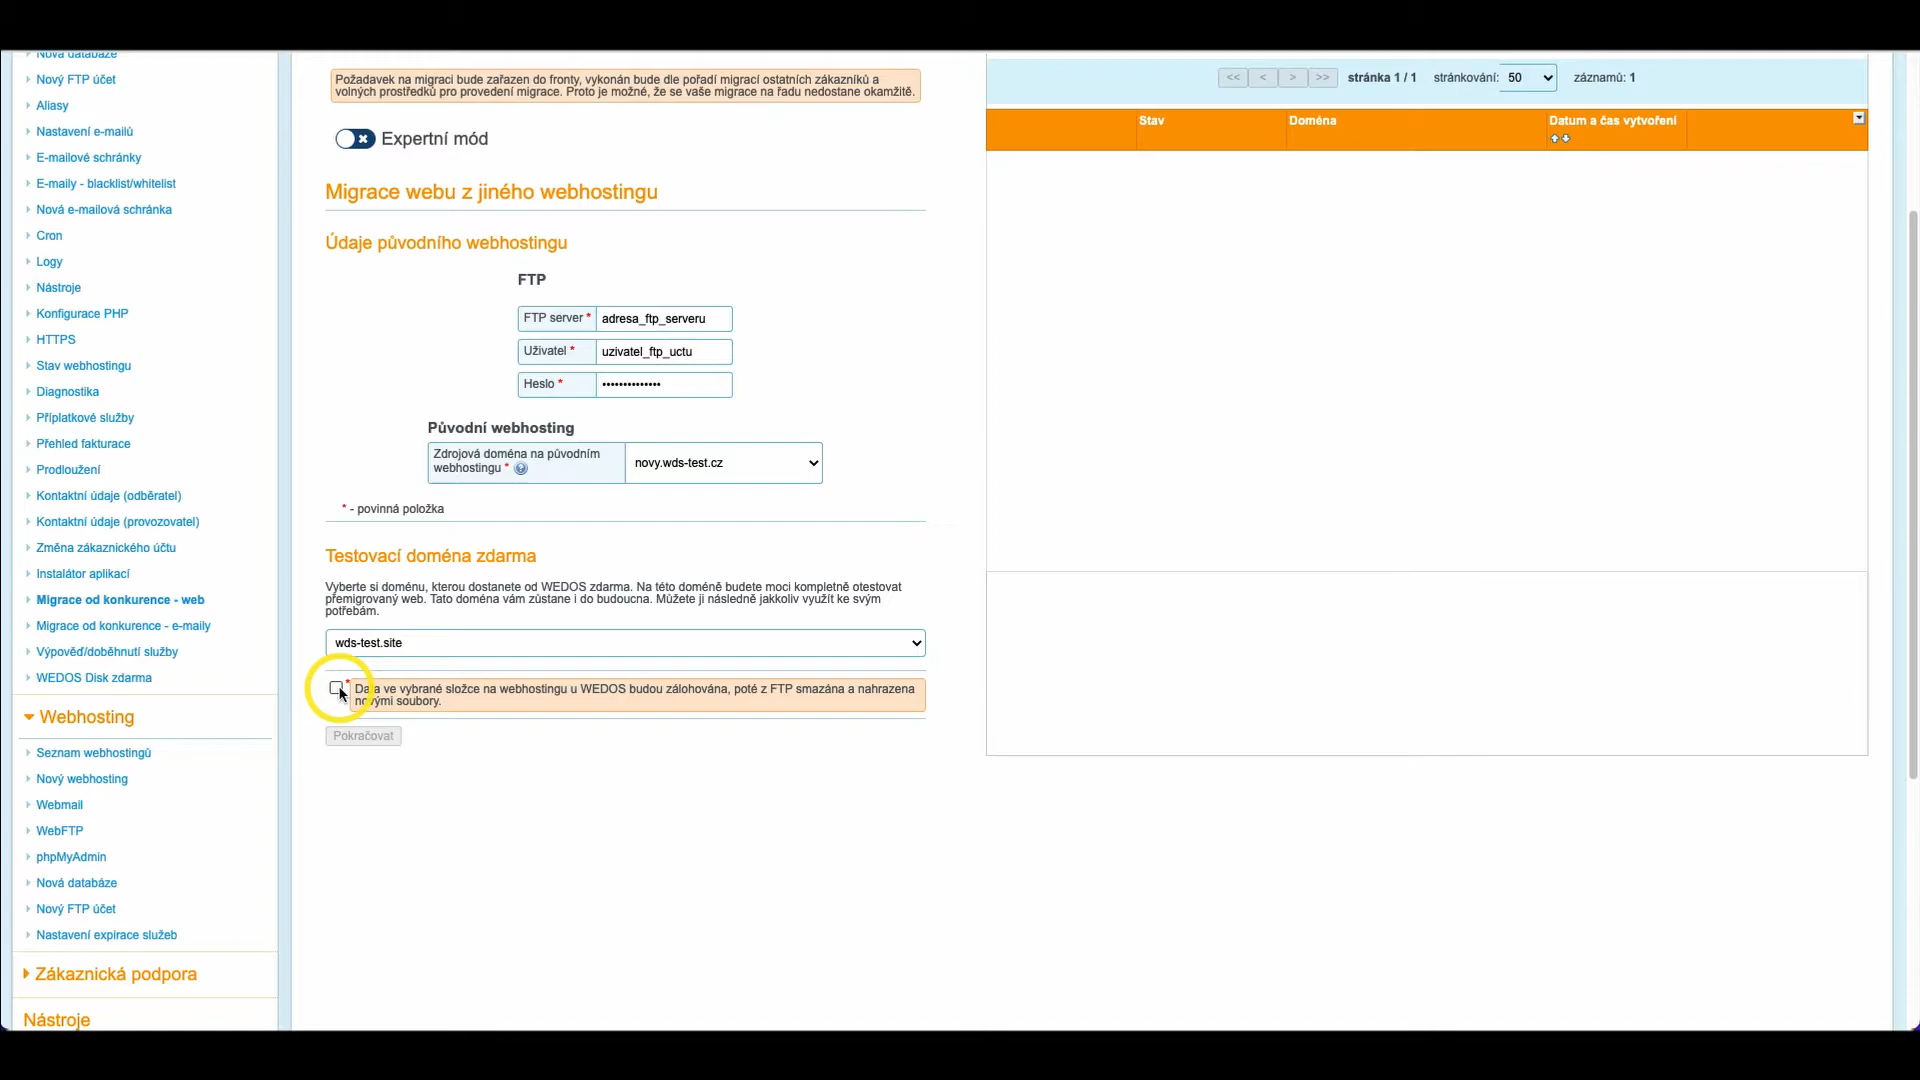 Nová databáze
Nový FTP účet
Aliasy
Nastavení e-mailů
E-mailové schránky
E-maily - blacklist/whitelist
Nová e-mailová schránka
Cron
Logy
Nástroje
Konfigurace PHP
HTTPS
Stav webhostingu
Diagnostika
Příplatkové služby
Přehled fakturace
Prodloužení
Kontaktní údaje (odběratel)
Kontaktní údaje (provozovatel)
Změna zákaznického účtu
Instalátor aplikací
Migrace od konkurence - web
Migrace od konkurence - e-maily
Výpověď/doběhnutí služby
WEDOS Disk zdarma
Webhosting
Seznam webhostingů
Nový webhosting
Webmail
WebFTP
phpMyAdmin
Nová databáze
Nový FTP účet
Nastavení expirace služeb
Zákaznická podpora
Nástroje
Požadavek na migraci bude zařazen do fronty, vykonán bude dle pořadí migrací ostatních zákazníků a
volných prostředků pro provedení migrace. Proto je možné, že se vaše migrace na řadu nedostane okamžitě.
Expertní mód
Migrace webu z jiného webhostingu
Údaje původního webhostingu
FTP
FTP server * adresa_ftp_serveru
Uživatel * uzivatel_ftp_uctu
Heslo * ••••••••••••••
Původní webhosting
Zdrojová doména na původním
webhostingu * novy.wds-test.cz
* - povinná položka
Testovací doména zdarma
Vyberte si doménu, kterou dostanete od WEDOS zdarma. Na této doméně budete moci kompletně otestovat
přemigrovaný web. Tato doména vám zůstane i do budoucna. Můžete ji následně jakkoliv využít ke svým
potřebám.
wds-test.site
* Data ve vybrané složce na webhostingu u WEDOS budou zálohována, poté z FTP smazána a nahrazena
novými soubory.
Pokračovat
<< < > >> stránka 1 / 1 stránkování: 50 záznamů: 1
Stav Doména Datum a čas vytvoření